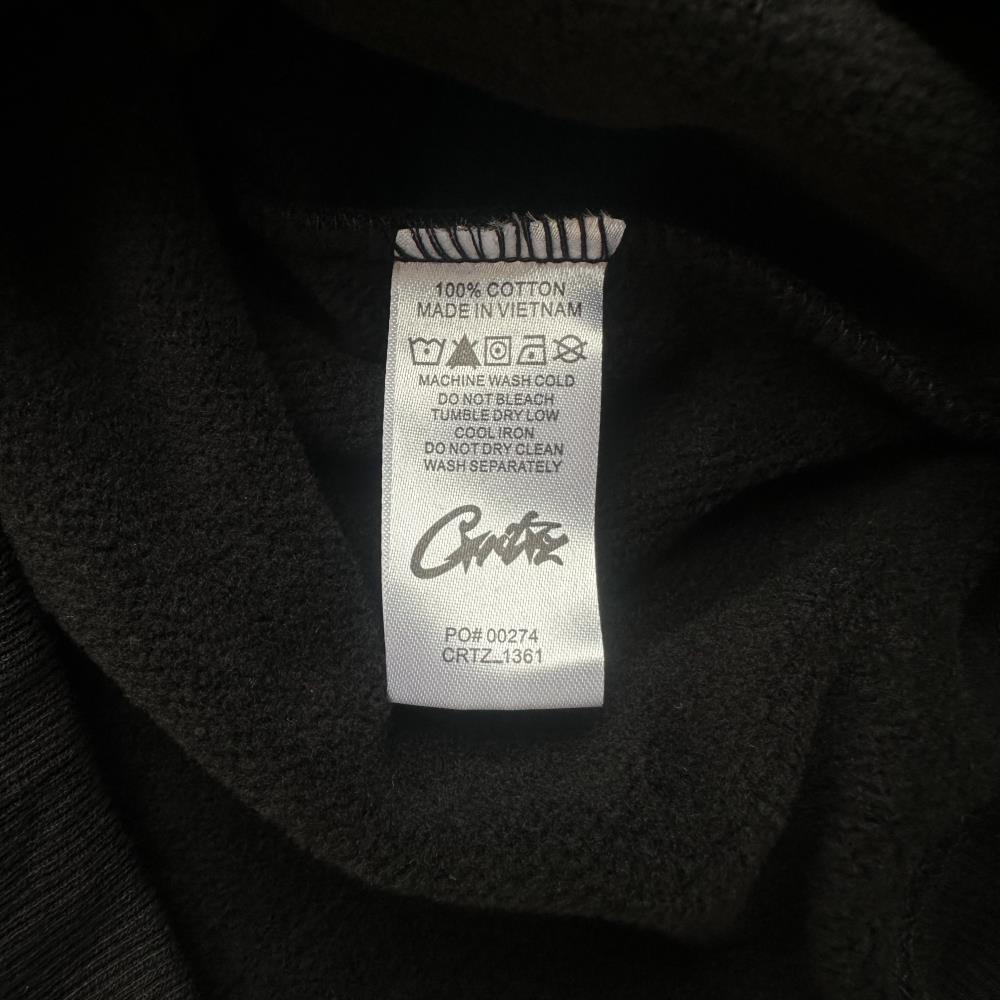 100% COTTON
MADE IN VIETNAM
MACHINE WASH COLD
DO NOT BLEACH
TUMBLE DRY LOW
COOL IRON
DO NOT DRY CLEAN
WASH SEPARATELY
Crrtz
PO# 00274
CRTZ_1361